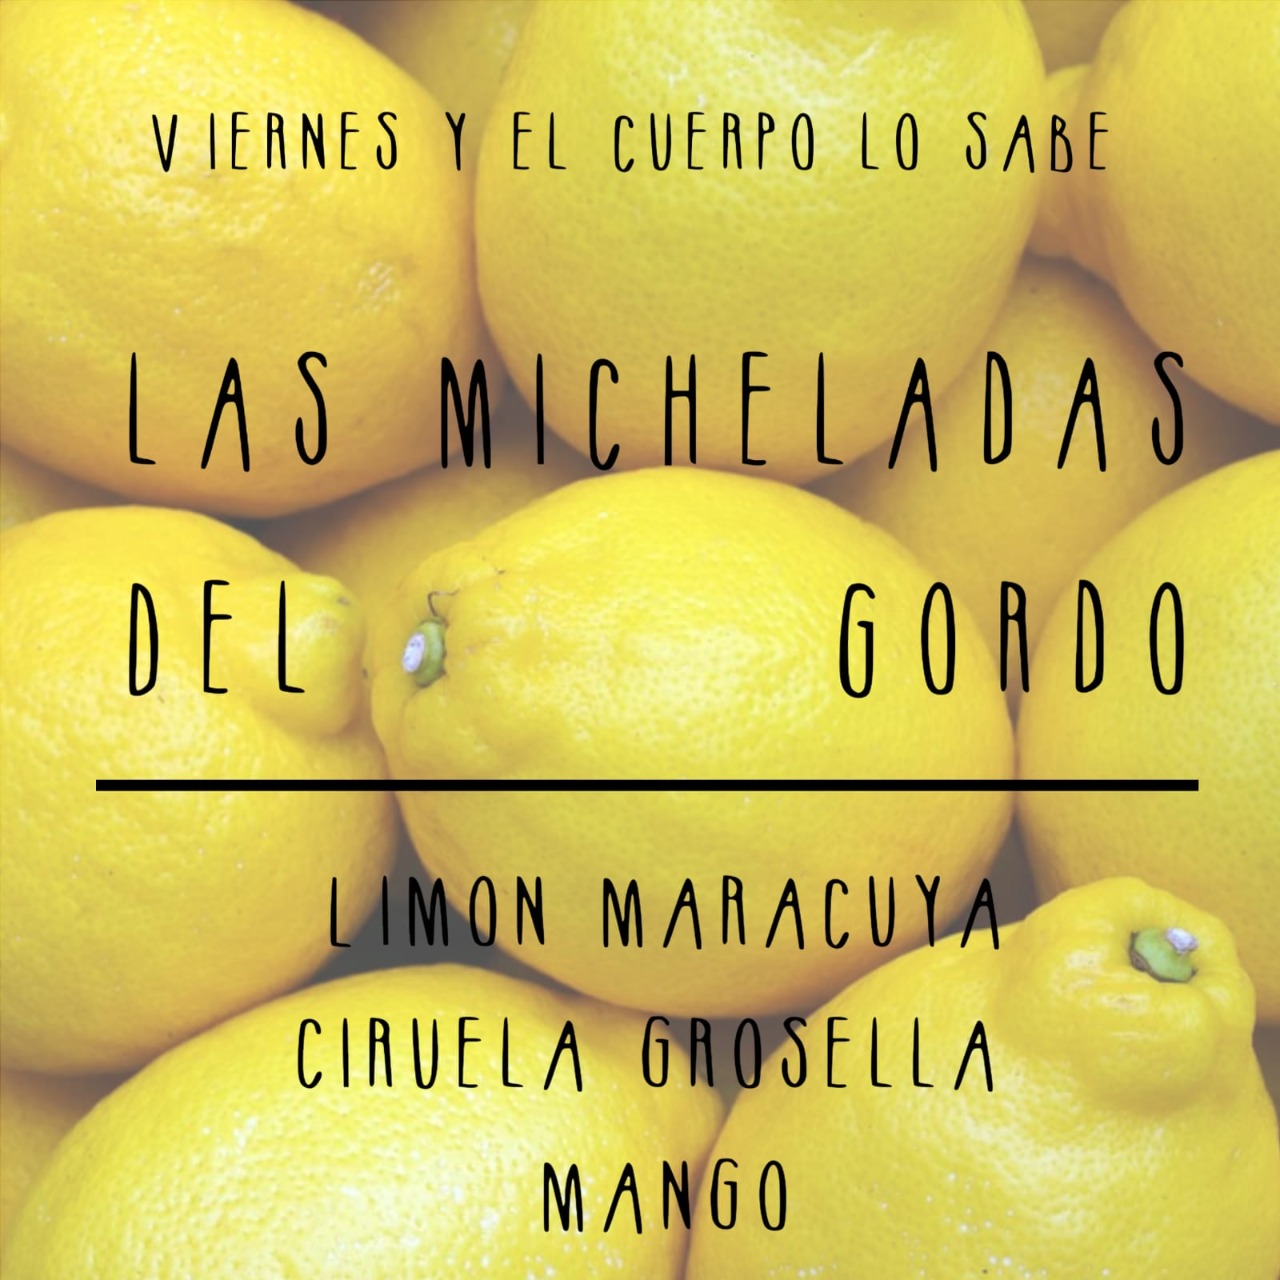 VIERNES Y EL CUERPO LO SABE
LAS MICHELADAS
DEL GORDO
LIMON MARACUYA
CIRUELA GROSELLA
MANGO